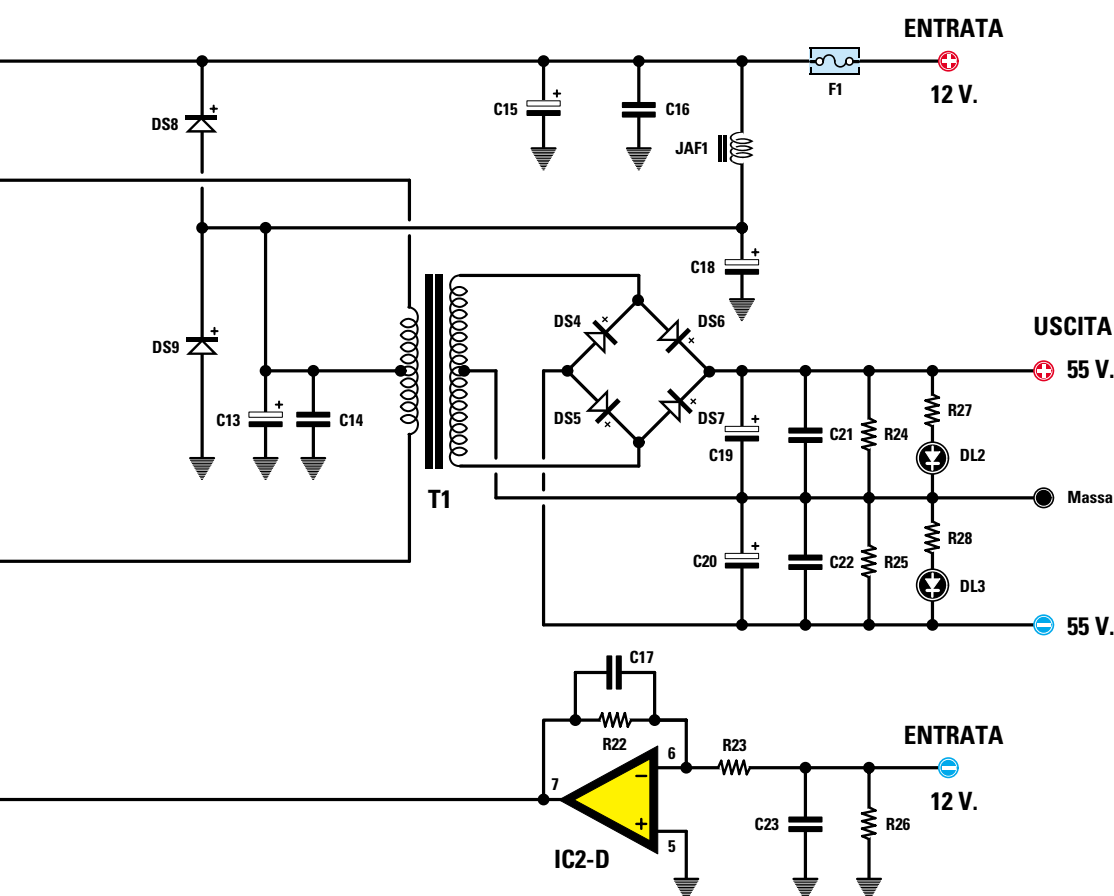 ENTRATA
12 V.
F1
C15
+
C16
DS8
+
JAF1
C18
+
DS4
DS6
USCITA
DS9
+
55 V.
C13
+
C14
DS5
DS7
C19
+
C21
R24
R27
DL2
T1
Massa
C20
+
C22
R25
R28
DL3
55 V.
C17
R22
R23
ENTRATA
12 V.
6
7
−
+
5
IC2-D
C23
R26